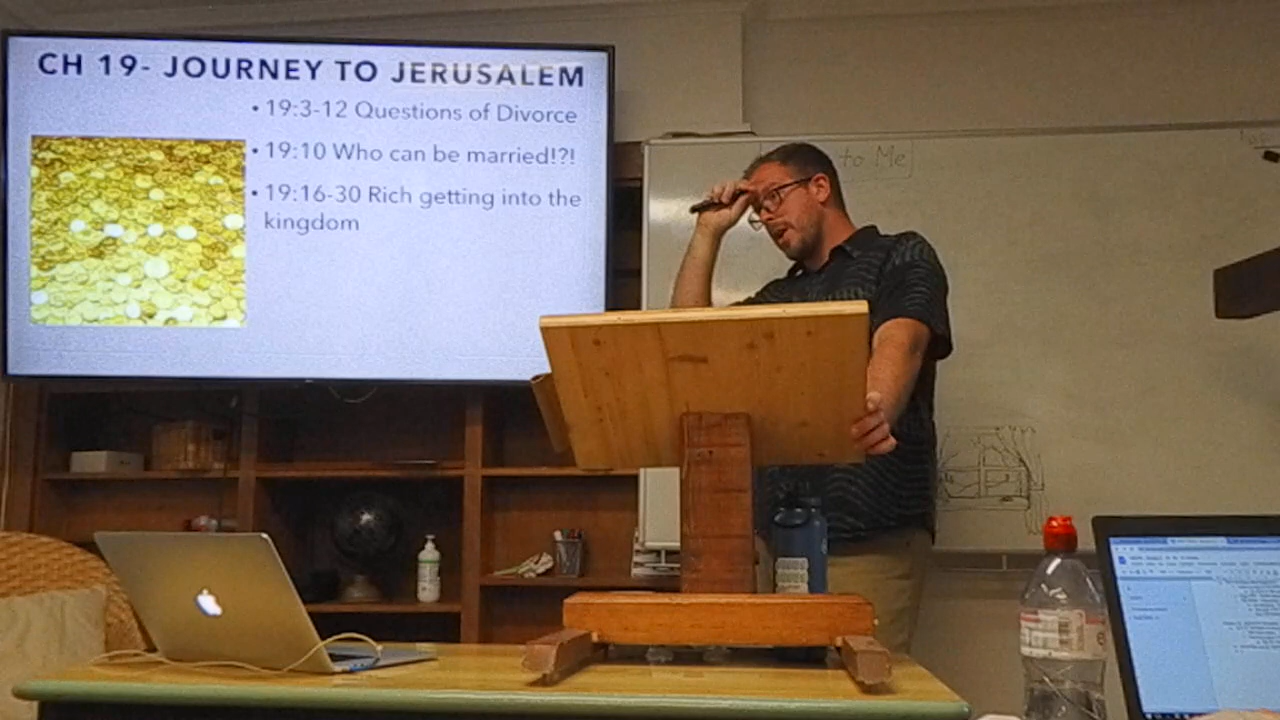 CH 19- JOURNEY TO JERUSALEM
• 19:3-12 Questions of Divorce
• 19:10 Who can be married!?!
• 19:16-30 Rich getting into the
kingdom
to Me